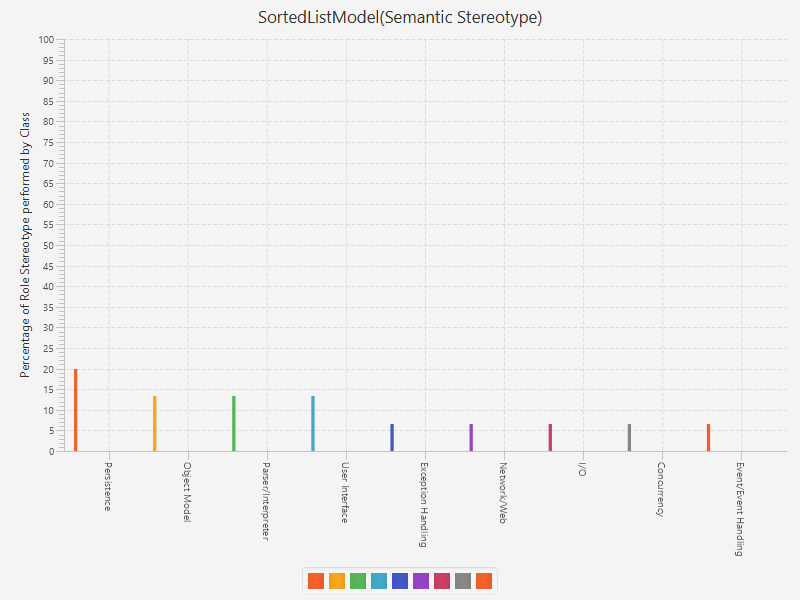 SortedListModel(Semantic Stereotype)
Percentage of Role Stereotype performed by Class
100
95
90
85
80
75
70
65
60
55
50
45
40
35
30
25
20
15
10
5
0
Persistence
Object Model
Parser/Interpreter
User Interface
Exception Handling
Network/Web
I/O
Concurrency
Event/Event Handling